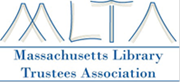 MLTA
Massachusetts Library
Trustees Association